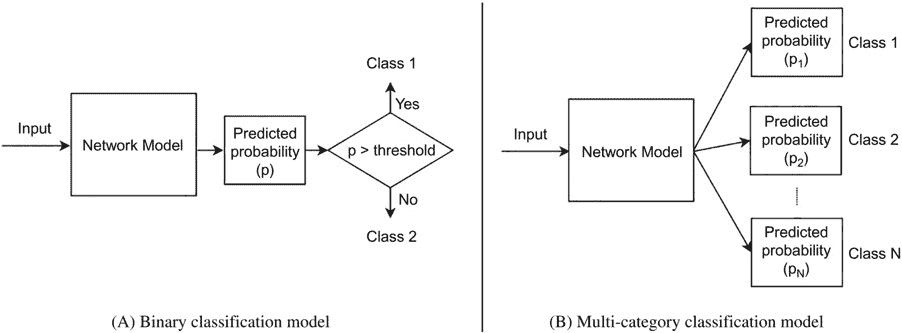 Input
Network Model
Predicted
probability
(p)
p > threshold
Class 1
Yes
No
Class 2
(A) Binary classification model
Input
Network Model
Predicted
probability
(p₁)
Class 1
Predicted
probability
(p₂)
Class 2
Predicted
probability
(pN)
Class N
(B) Multi-category classification model